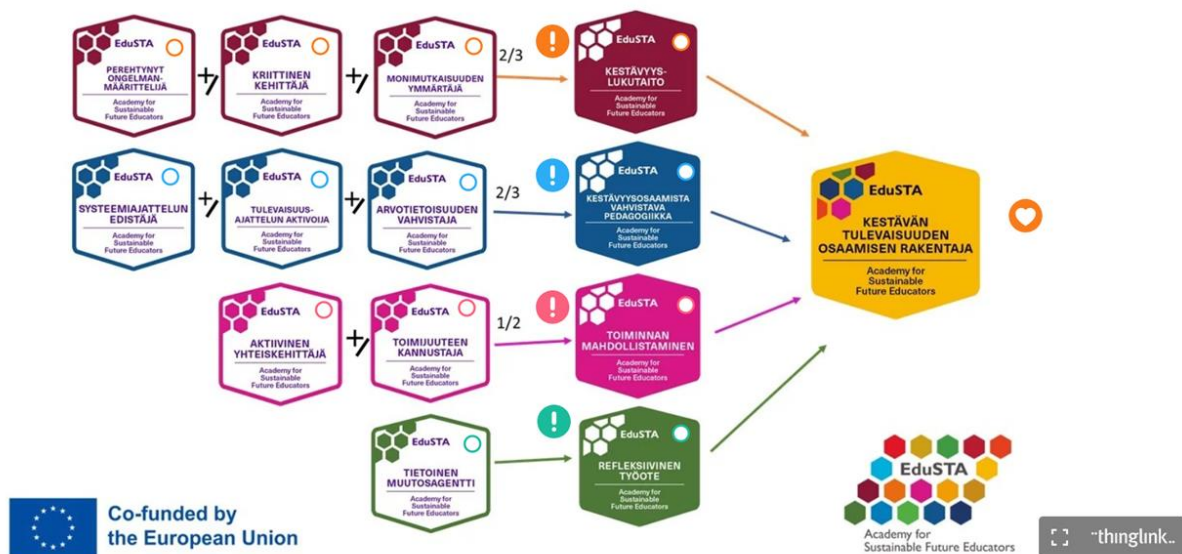 EduSTA
PEREHTYNYT
ONGELMAN-
MÄÄRITTELIJÄ
Academy for
Sustainable
Future Educators
+/
EduSTA
KRIITTINEN
KEHITTÄJÄ
Academy for
Sustainable
Future Educators
+/
EduSTA
MONIMUTKAISUUDEN
YMMÄRTÄJÄ
Academy for
Sustainable
Future Educators
2/3
!
EduSTA
KESTÄVYYS-
LUKUTAITO
Academy for
Sustainable
Future Educators
EduSTA
SYSTEEMIAJATTELUN
EDISTÄJÄ
Academy for
Sustainable
Future Educators
+/
EduSTA
TULEVAISUUS-
AJATTELUN AKTIVOIJA
Academy for
Sustainable
Future Educators
+/
EduSTA
ARVOTIETOISUUDEN
VAHVISTAJA
Academy for
Sustainable
Future Educators
2/3
!
EduSTA
KESTÄVYYSOSAAMISTA
VAHVISTAVA
PEDAGOGIIKKA
Academy for
Sustainable
Future Educators
EduSTA
KESTÄVÄN
TULEVAISUUDEN
OSAAMISEN RAKENTAJA
Academy for
Sustainable
Future Educators
EduSTA
AKTIIVINEN
YHTEISKEHITTÄJÄ
Academy for
Sustainable
Future Educators
+/
EduSTA
TOIMIJUUTEEN
KANNUSTAJA
Academy for
Sustainable
Future Educators
1/2
!
EduSTA
TOIMINNAN
MAHDOLLISTAMINEN
Academy for
Sustainable
Future Educators
EduSTA
TIETOINEN
MUUTOSAGENTTI
Academy for
Sustainable
Future Educators
!
EduSTA
REFLEKSIIVINEN
TYÖOTE
Academy for
Sustainable
Future Educators
Co-funded by
the European Union
EduSTA
Academy for
Sustainable Future Educators
thinglink..